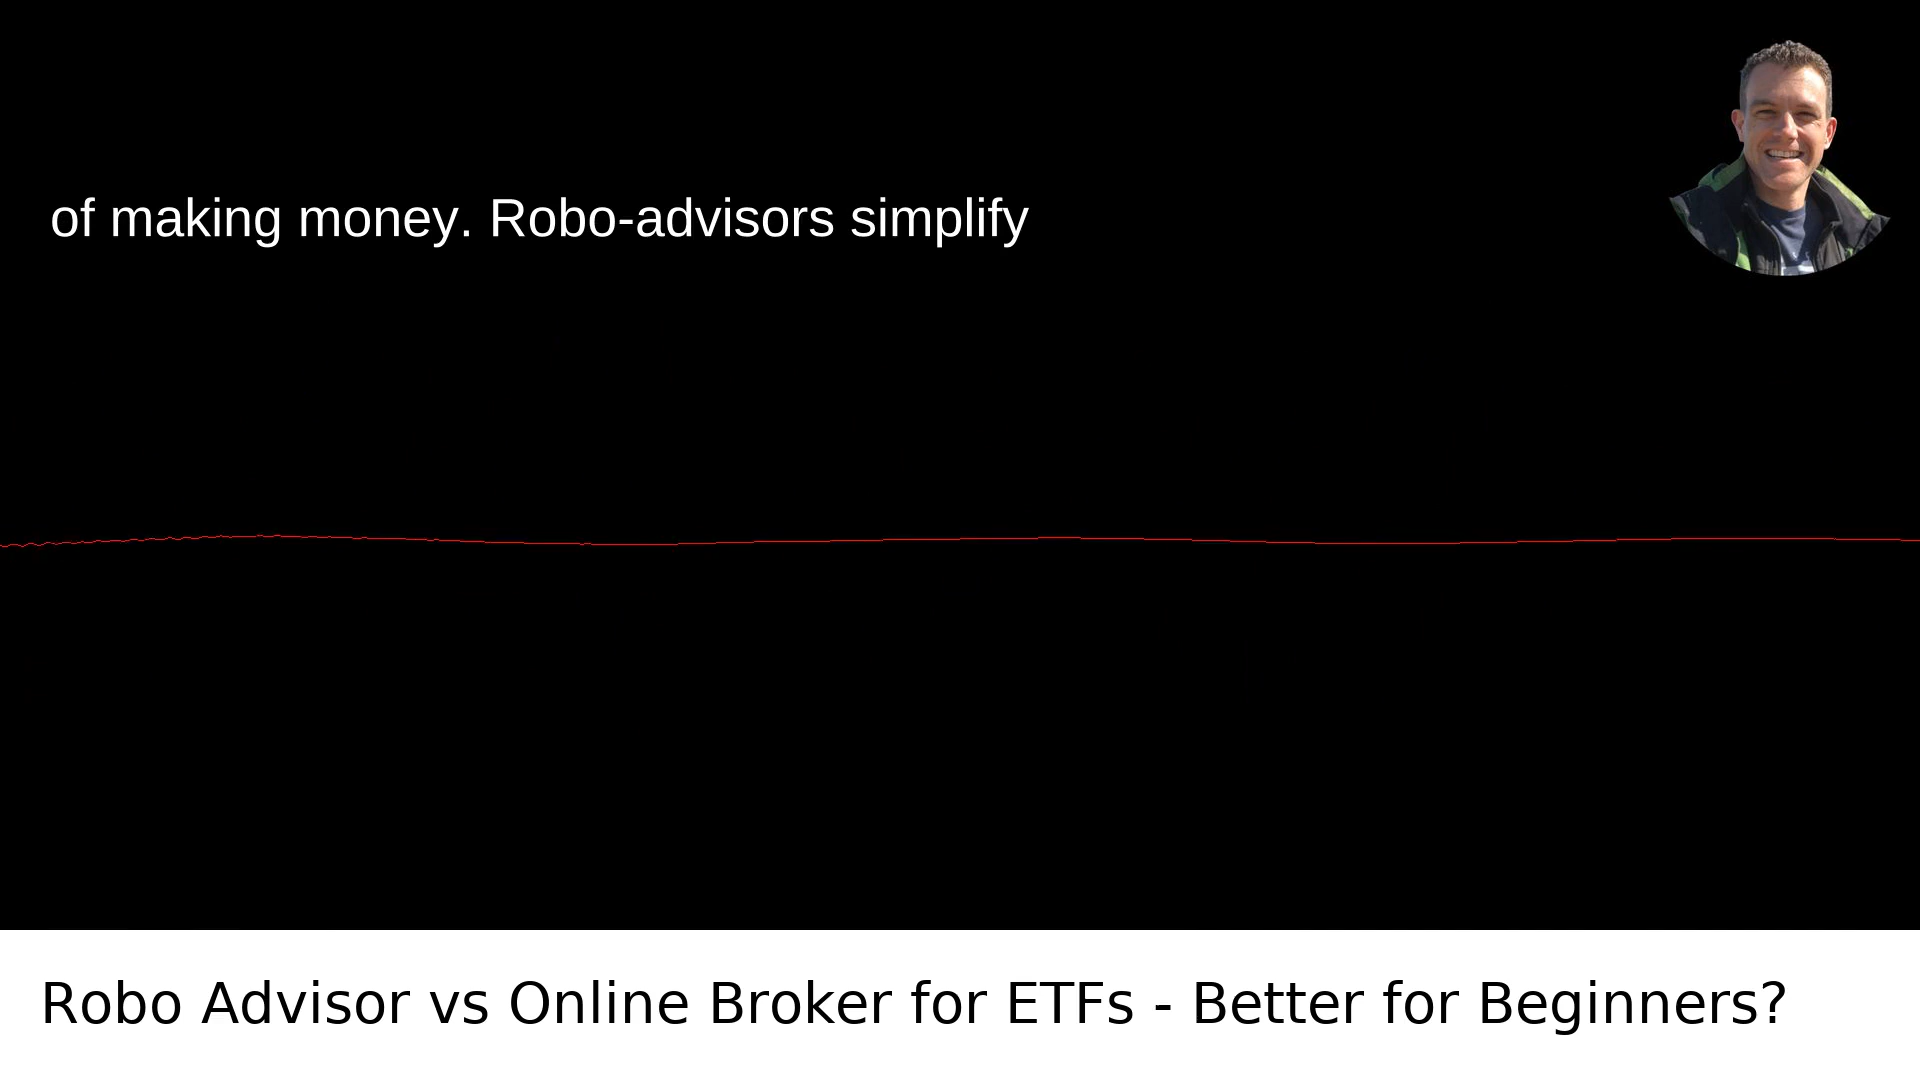 of making money. Robo-advisors simplify
Robo Advisor vs Online Broker for ETFs - Better for Beginners?